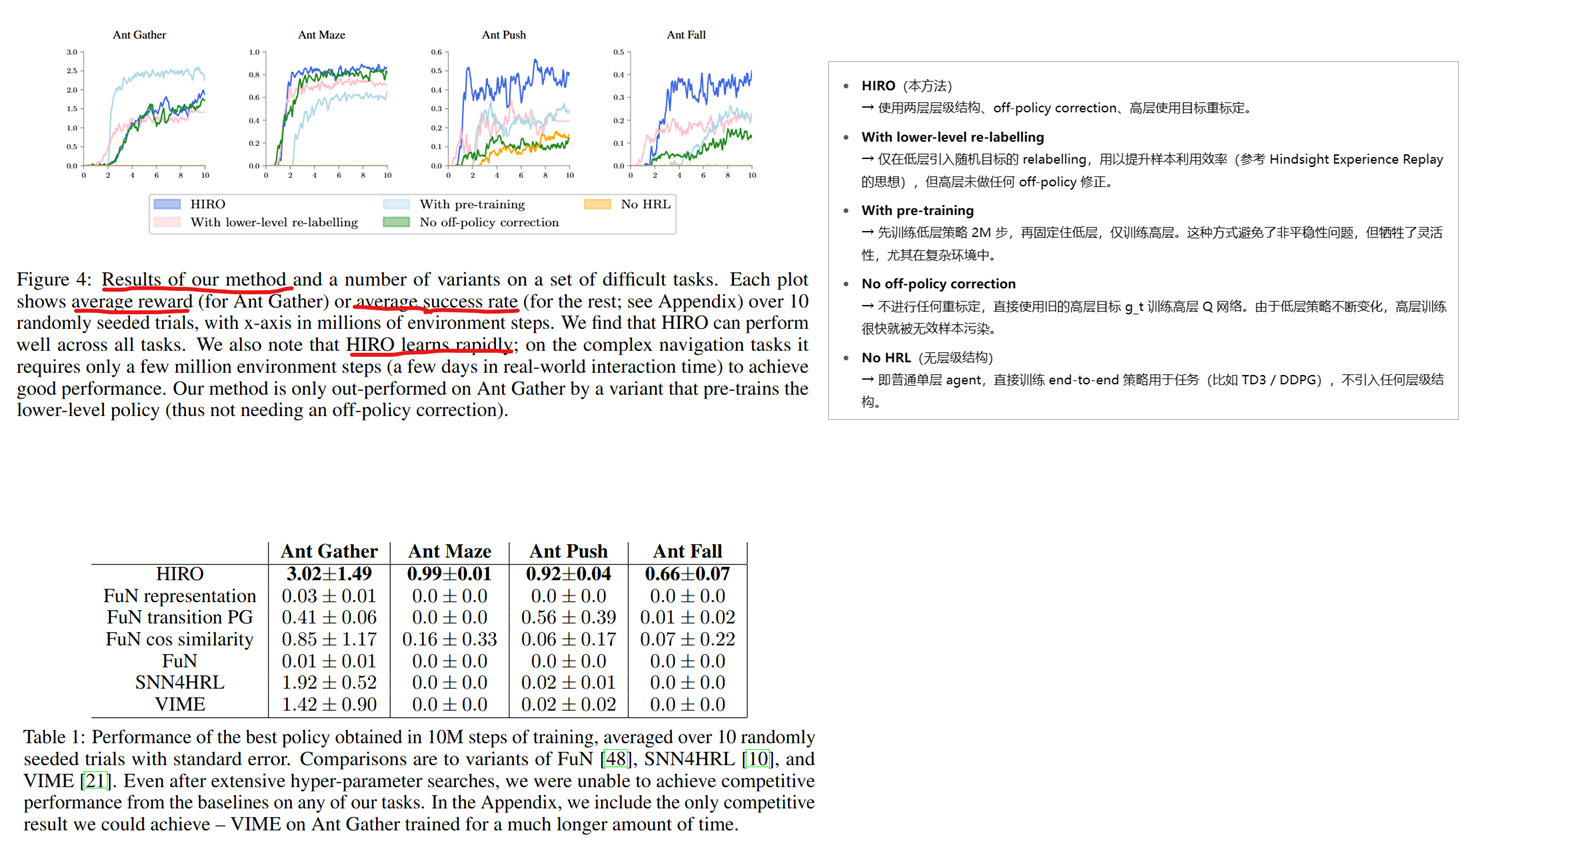 Ant Gather
Ant Maze
Ant Push
Ant Fall
3.0
2.5
2.0
1.5
1.0
0.5
0.0
0 2 4 6 8 10
1.0
0.8
0.6
0.4
0.2
0.0
0 2 4 6 8 10
0.6
0.5
0.4
0.3
0.2
0.1
0.0
0 2 4 6 8 10
0.5
0.4
0.3
0.2
0.1
0.0
0 2 4 6 8 10
HIRO With pre-training No HRL
With lower-level re-labelling No off-policy correction
Figure 4: Results of our method and a number of variants on a set of difficult tasks. Each plot
shows average reward (for Ant Gather) or average success rate (for the rest; see Appendix) over 10
randomly seeded trials, with x-axis in millions of environment steps. We find that HIRO can perform
well across all tasks. We also note that HIRO learns rapidly; on the complex navigation tasks it
requires only a few million environment steps (a few days in real-world interaction time) to achieve
good performance. Our method is only out-performed on Ant Gather by a variant that pre-trains the
lower-level policy (thus not needing an off-policy correction).
• HIRO（本方法）
→ 使用两层层级结构、off-policy correction、高层使用目标重标定。
• With lower-level re-labelling
→ 仅在低层引入随机目标的 relabelling，用以提升样本利用效率（参考 Hindsight Experience Replay
的思想），但高层未做任何 off-policy 修正。
• With pre-training
→ 先训练低层策略 2M 步，再固定住低层，仅训练高层。这种方式避免了非平稳性问题，但牺牲了灵活
性，尤其在复杂环境中。
• No off-policy correction
→ 不进行任何重标定，直接使用旧的高层目标 g_t 训练高层 Q 网络。由于低层策略不断变化，高层训练
很快就被无效样本污染。
• No HRL（无层级结构）
→ 即普通单层 agent，直接训练 end-to-end 策略用于任务（比如 TD3 / DDPG），不引入任何层级结
构。
Ant Gather Ant Maze Ant Push Ant Fall
HIRO 3.02±1.49 0.99±0.01 0.92±0.04 0.66±0.07
FuN representation 0.03 ± 0.01 0.0 ± 0.0 0.0 ± 0.0 0.0 ± 0.0
FuN transition PG 0.41 ± 0.06 0.0 ± 0.0 0.56 ± 0.39 0.01 ± 0.02
FuN cos similarity 0.85 ± 1.17 0.16 ± 0.33 0.06 ± 0.17 0.07 ± 0.22
FuN 0.01 ± 0.01 0.0 ± 0.0 0.0 ± 0.0 0.0 ± 0.0
SNN4HRL 1.92 ± 0.52 0.0 ± 0.0 0.02 ± 0.01 0.0 ± 0.0
VIME 1.42 ± 0.90 0.0 ± 0.0 0.02 ± 0.02 0.0 ± 0.0
Table 1: Performance of the best policy obtained in 10M steps of training, averaged over 10 randomly
seeded trials with standard error. Comparisons are to variants of FuN [48], SNN4HRL [10], and
VIME [21]. Even after extensive hyper-parameter searches, we were unable to achieve competitive
performance from the baselines on any of our tasks. In the Appendix, we include the only competitive
result we could achieve – VIME on Ant Gather trained for a much longer amount of time.